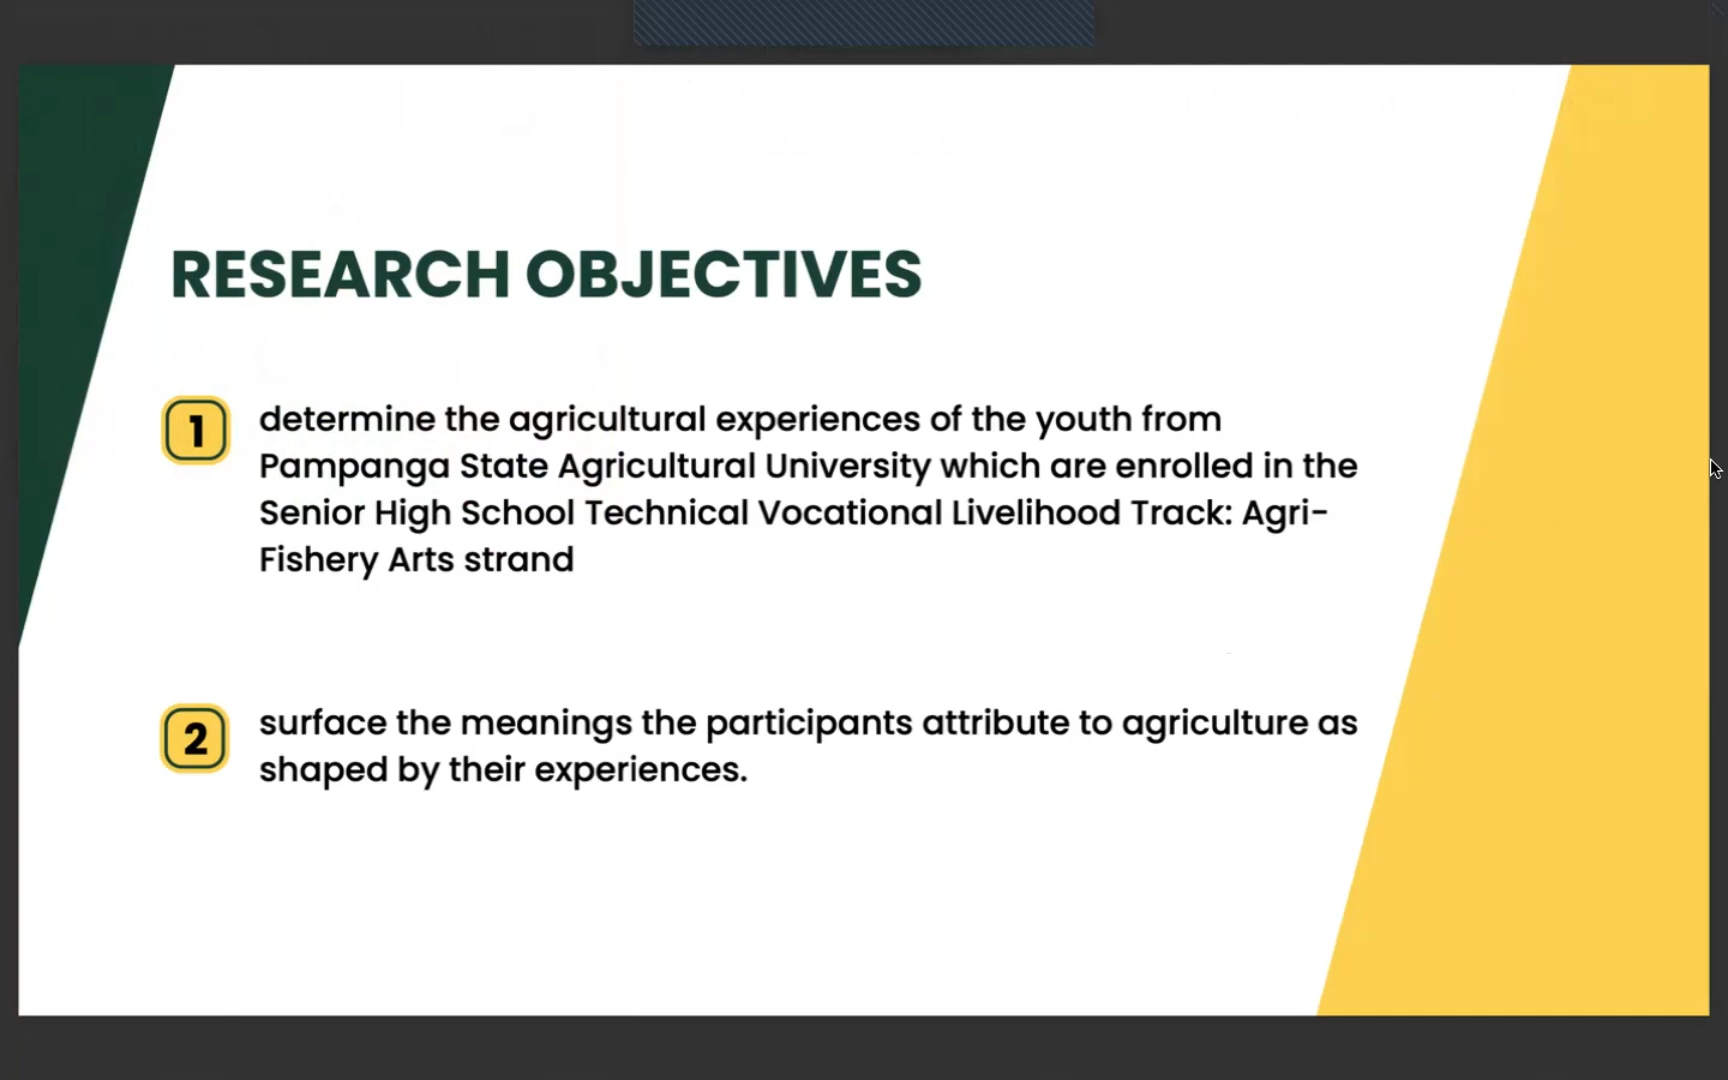 RESEARCH OBJECTIVES
1
determine the agricultural experiences of the youth from
Pampanga State Agricultural University which are enrolled in the
Senior High School Technical Vocational Livelihood Track: Agri-
Fishery Arts strand
2
surface the meanings the participants attribute to agriculture as
shaped by their experiences.